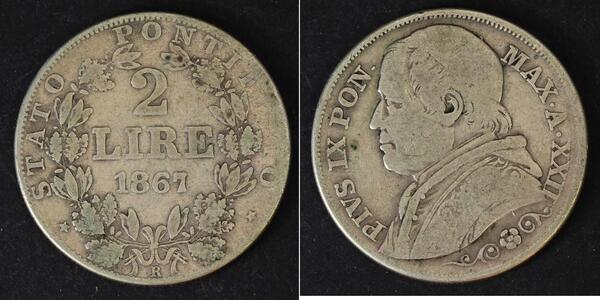 STATO PONTIFICIO
2
LIRE
1867
R
PIVS IX PON. MAX. A. XXII